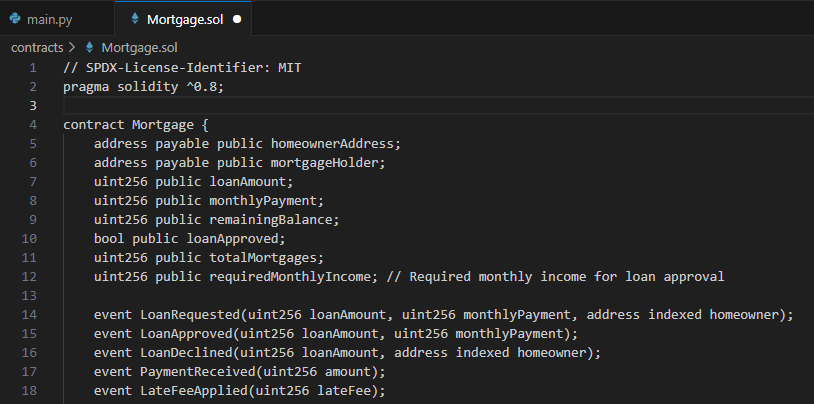 main.py Mortgage.sol
contracts > Mortgage.sol
1 // SPDX-License-Identifier: MIT
2 pragma solidity ^0.8;
3
4 contract Mortgage {
5 address payable public homeownerAddress;
6 address payable public mortgageHolder;
7 uint256 public loanAmount;
8 uint256 public monthlyPayment;
9 uint256 public remainingBalance;
10 bool public loanApproved;
11 uint256 public totalMortgages;
12 uint256 public requiredMonthlyIncome; // Required monthly income for loan approval
13
14 event LoanRequested(uint256 loanAmount, uint256 monthlyPayment, address indexed homeowner);
15 event LoanApproved(uint256 loanAmount, uint256 monthlyPayment);
16 event LoanDeclined(uint256 loanAmount, address indexed homeowner);
17 event PaymentReceived(uint256 amount);
18 event LateFeeApplied(uint256 lateFee);